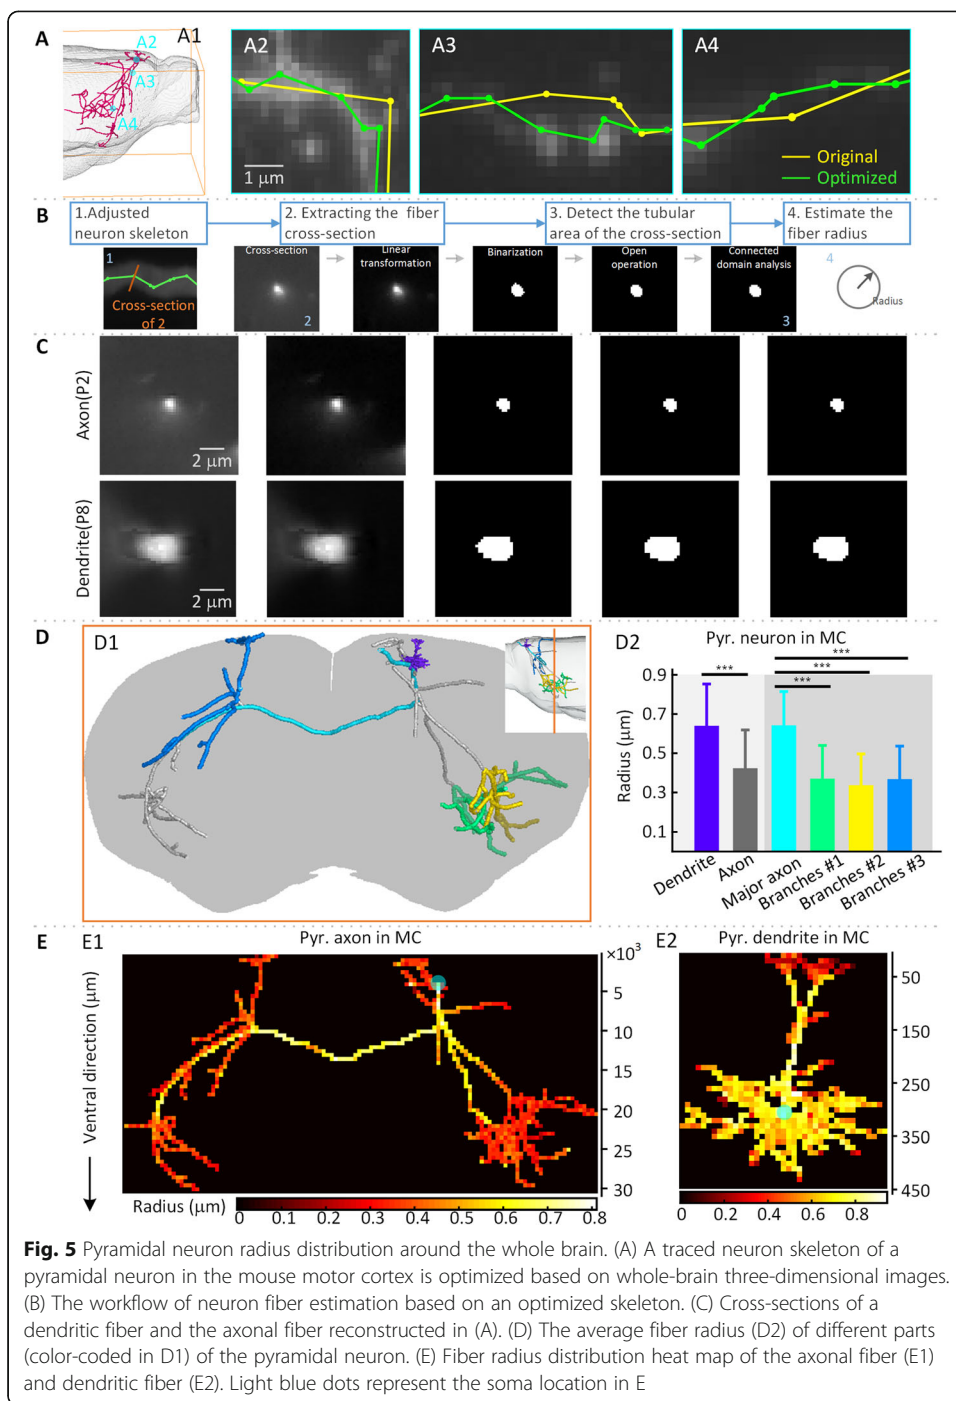 A
A1
A2
A3
A4
A2
A3
A4
1 μm
Original
Optimized
B
1.Adjusted
neuron skeleton
2. Extracting the fiber
cross-section
3. Detect the tubular
area of the cross-section
4. Estimate the
fiber radius
1
Cross-section
of 2
Cross-section
2
Linear
transformation
Binarization
Open
operation
Connected
domain analysis
3
4
Radius
C
Axon(P2)
2 μm
Dendrite(P8)
2 μm
D
D1
D2
Pyr. neuron in MC
***
***
***
***
Radius (μm)
0.9
0.7
0.5
0.3
0.1
Dendrite
Axon
Major axon
Branches #1
Branches #2
Branches #3
E
E1
Pyr. axon in MC
×10³
5
10
15
20
25
30
Ventral direction (μm)
Radius (μm)
0
0.1
0.2
0.3
0.4
0.5
0.6
0.7
0.8
E2
Pyr. dendrite in MC
50
150
250
350
450
0
0.2
0.4
0.6
0.8
Fig. 5 Pyramidal neuron radius distribution around the whole brain. (A) A traced neuron skeleton of a
pyramidal neuron in the mouse motor cortex is optimized based on whole-brain three-dimensional images.
(B) The workflow of neuron fiber estimation based on an optimized skeleton. (C) Cross-sections of a
dendritic fiber and the axonal fiber reconstructed in (A). (D) The average fiber radius (D2) of different parts
(color-coded in D1) of the pyramidal neuron. (E) Fiber radius distribution heat map of the axonal fiber (E1)
and dendritic fiber (E2). Light blue dots represent the soma location in E